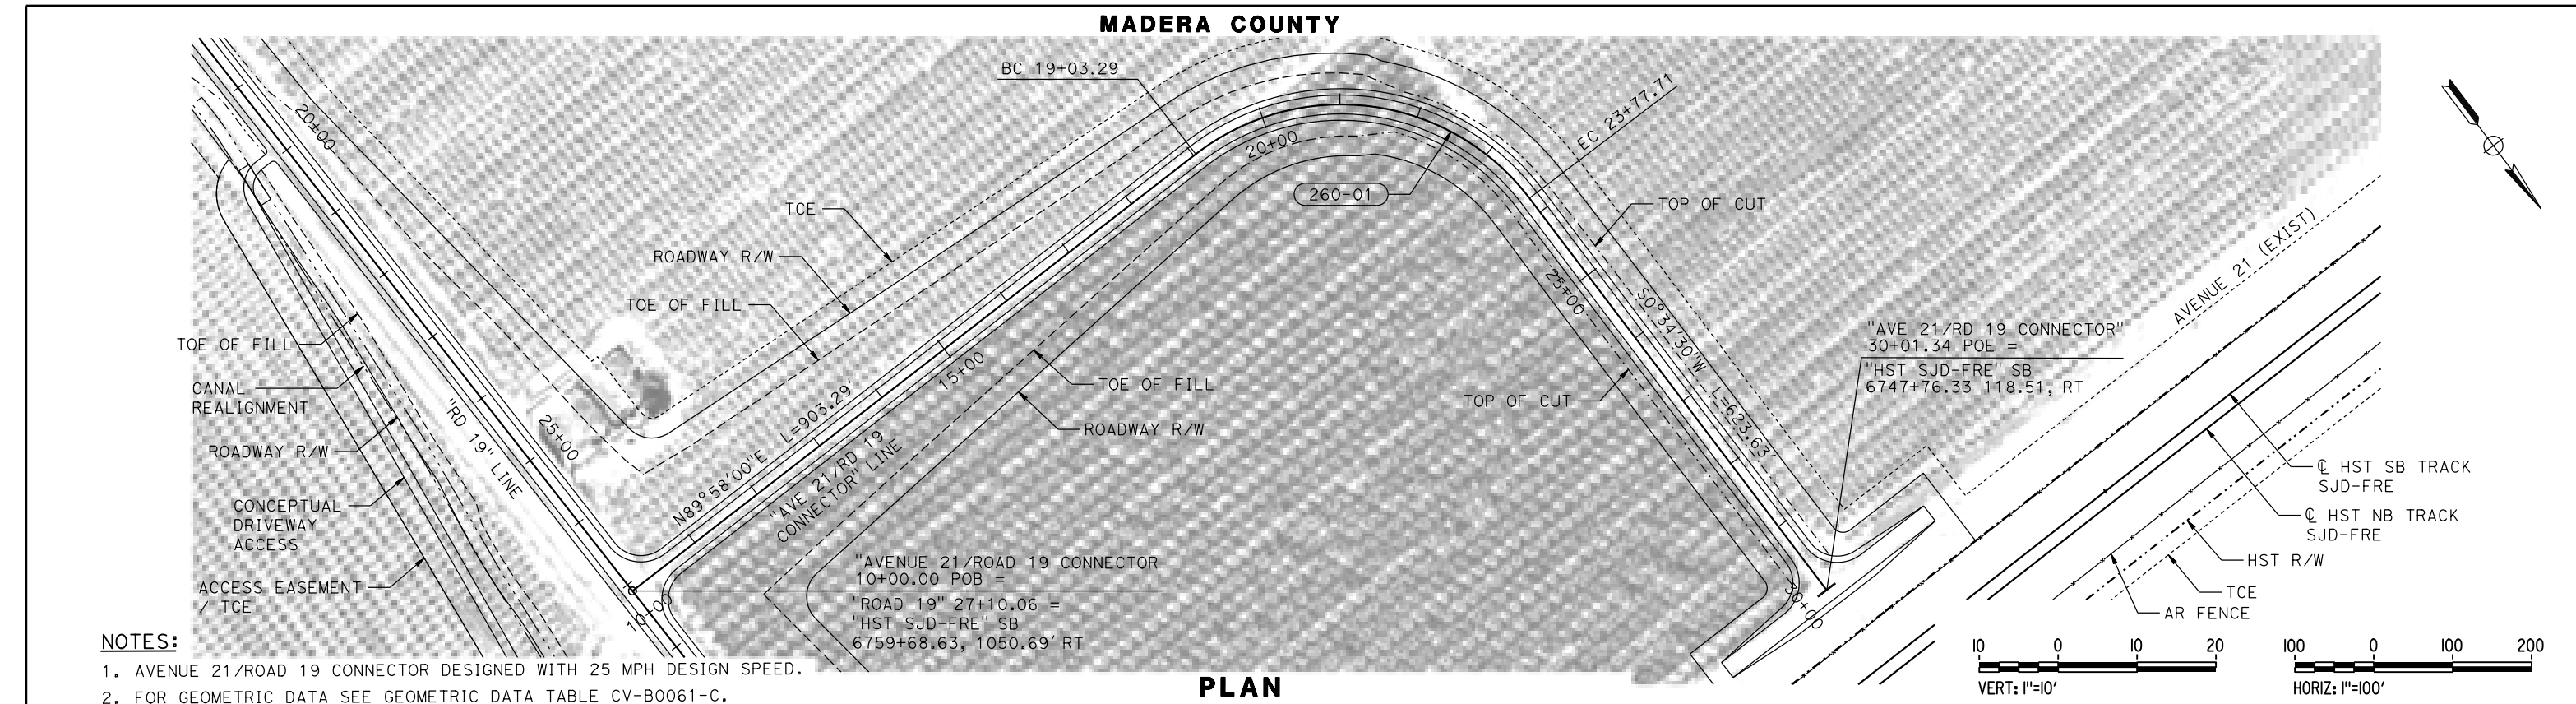 MADERA COUNTY
BC 19+03.29
EC 23+77.71
20+00
20+00
260-01
TCE
TOP OF CUT
ROADWAY R/W
TOE OF FILL
AVENUE 21 (EXIST)
25+00
S0°34'30"W L=623.63'
"AVE 21/RD 19 CONNECTOR"
30+01.34 POE =
"HST SJD-FRE" SB
6747+76.33 118.51, RT
TOE OF FILL
CANAL
REALIGNMENT
15+00
TOE OF FILL
TOP OF CUT
L=903.29'
ROADWAY R/W
"RD 19" LINE
25+00
ROADWAY R/W
N89°58'00"E
"AVE 21/RD 19
CONNECTOR" LINE
℄ HST SB TRACK
SJD-FRE
CONCEPTUAL
DRIVEWAY
ACCESS
℄ HST NB TRACK
SJD-FRE
HST R/W
"AVENUE 21/ROAD 19 CONNECTOR
10+00.00 POB =
"ROAD 19" 27+10.06 =
"HST SJD-FRE" SB
6759+68.63, 1050.69' RT
ACCESS EASEMENT
/ TCE
10+00
30+00
TCE
AR FENCE
NOTES:
1. AVENUE 21/ROAD 19 CONNECTOR DESIGNED WITH 25 MPH DESIGN SPEED.
2. FOR GEOMETRIC DATA SEE GEOMETRIC DATA TABLE CV-B0061-C.
PLAN
10 0 10 20
VERT: 1"=10'
100 0 100 200
HORIZ: 1"=100'